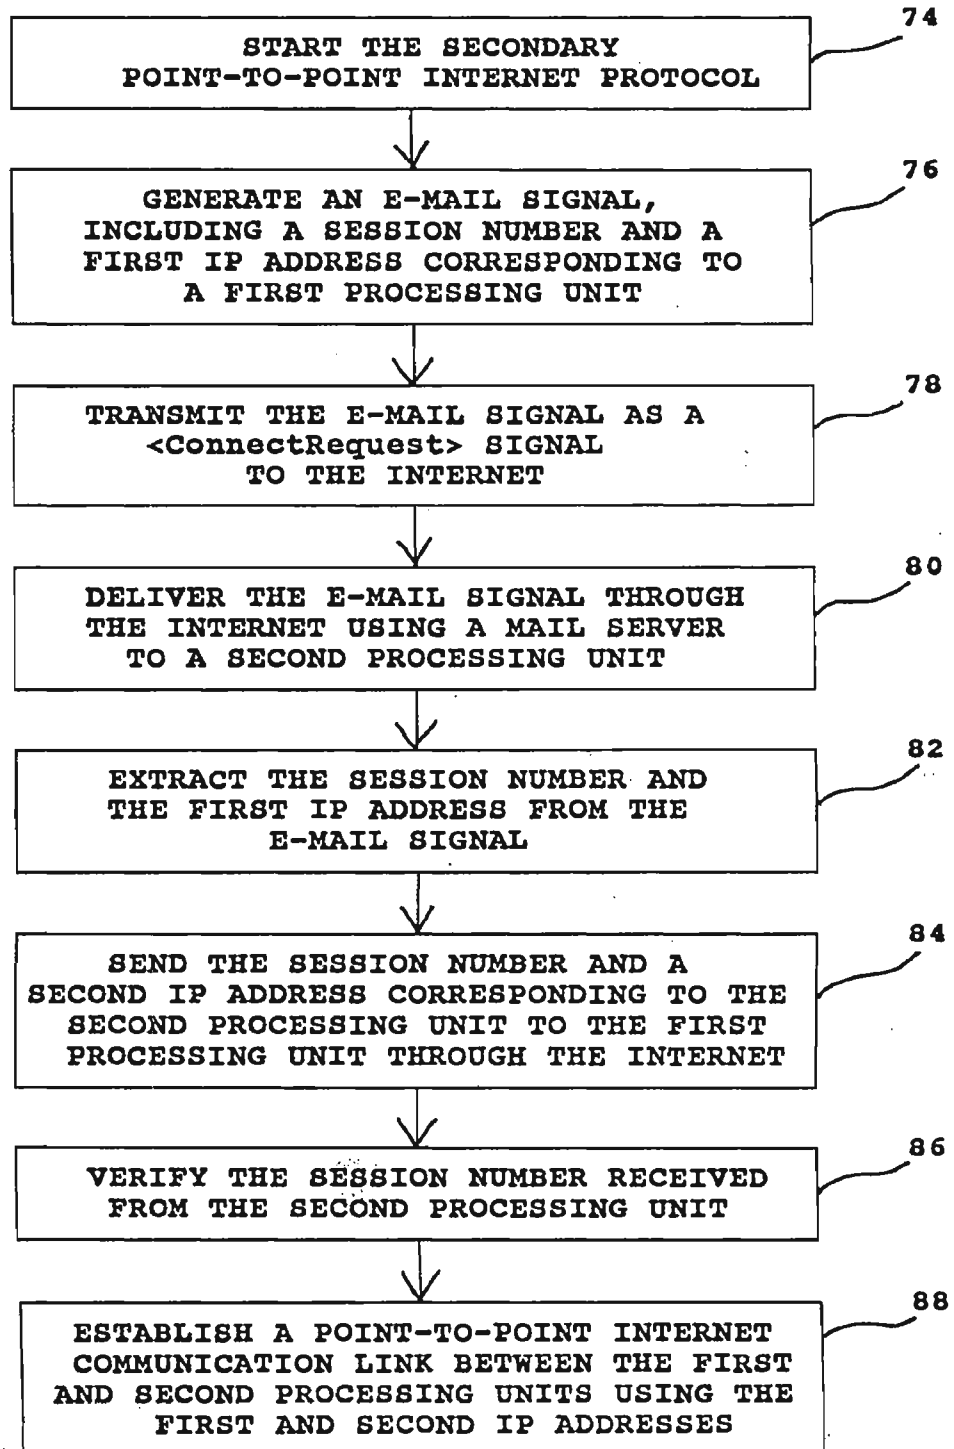 74
START THE SECONDARY
POINT-TO-POINT INTERNET PROTOCOL
76
GENERATE AN E-MAIL SIGNAL,
INCLUDING A SESSION NUMBER AND A
FIRST IP ADDRESS CORRESPONDING TO
A FIRST PROCESSING UNIT
78
TRANSMIT THE E-MAIL SIGNAL AS A
<ConnectRequest> SIGNAL
TO THE INTERNET
80
DELIVER THE E-MAIL SIGNAL THROUGH
THE INTERNET USING A MAIL SERVER
TO A SECOND PROCESSING UNIT
82
EXTRACT THE SESSION NUMBER AND
THE FIRST IP ADDRESS FROM THE
E-MAIL SIGNAL
84
SEND THE SESSION NUMBER AND A
SECOND IP ADDRESS CORRESPONDING TO THE
SECOND PROCESSING UNIT TO THE FIRST
PROCESSING UNIT THROUGH THE INTERNET
86
VERIFY THE SESSION NUMBER RECEIVED
FROM THE SECOND PROCESSING UNIT
88
ESTABLISH A POINT-TO-POINT INTERNET
COMMUNICATION LINK BETWEEN THE FIRST
AND SECOND PROCESSING UNITS USING THE
FIRST AND SECOND IP ADDRESSES